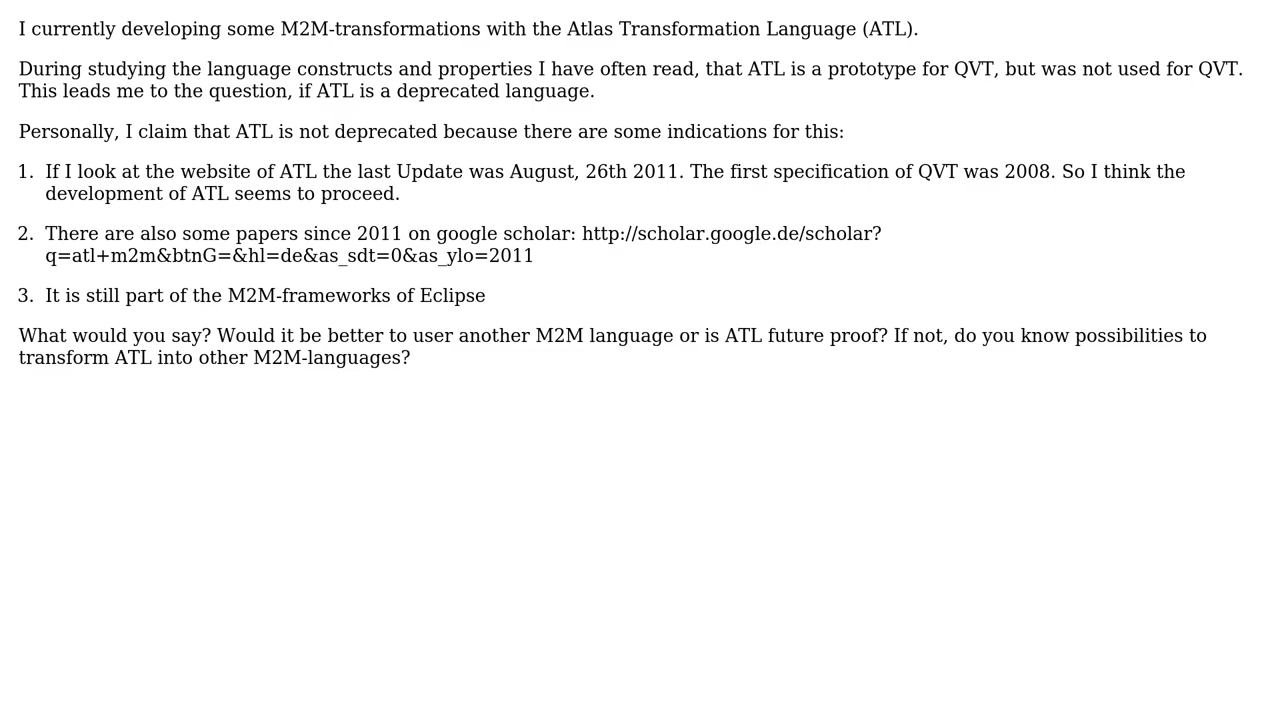 I currently developing some M2M-transformations with the Atlas Transformation Language (ATL).
During studying the language constructs and properties I have often read, that ATL is a prototype for QVT, but was not used for QVT.
This leads me to the question, if ATL is a deprecated language.
Personally, I claim that ATL is not deprecated because there are some indications for this:
1. If I look at the website of ATL the last Update was August, 26th 2011. The first specification of QVT was 2008. So I think the
development of ATL seems to proceed.
2. There are also some papers since 2011 on google scholar: http://scholar.google.de/scholar?
q=atl+m2m&btnG=&hl=de&as_sdt=0&as_ylo=2011
3. It is still part of the M2M-frameworks of Eclipse
What would you say? Would it be better to user another M2M language or is ATL future proof? If not, do you know possibilities to
transform ATL into other M2M-languages?